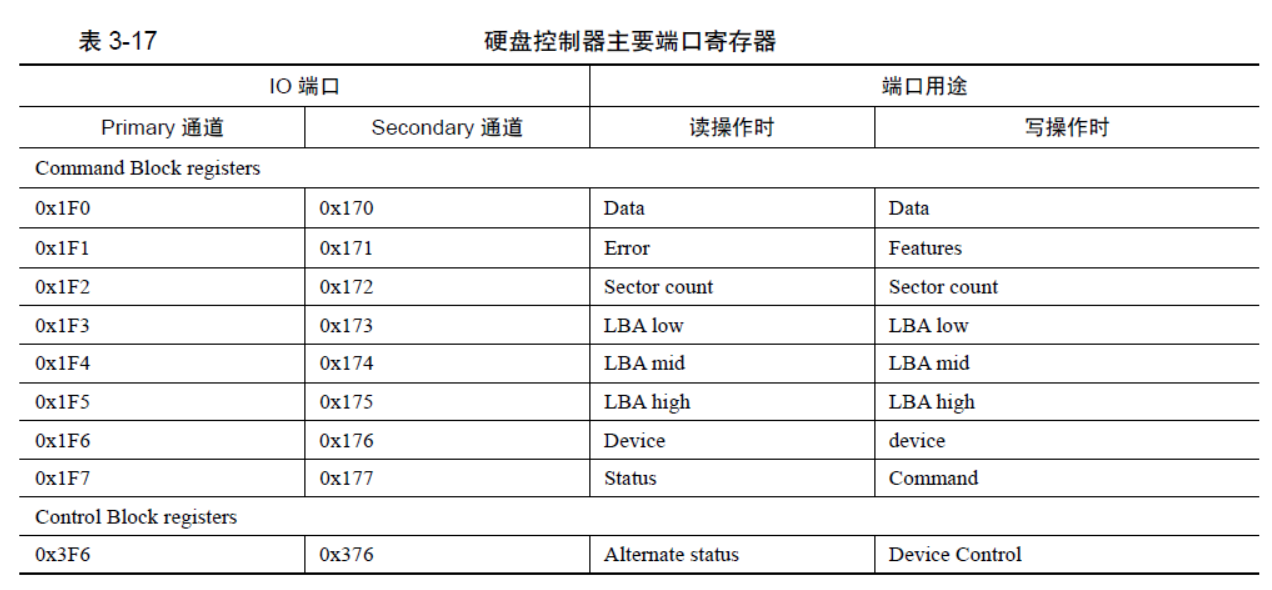 表 3-17 硬盘控制器主要端口寄存器
IO 端口 端口用途
Primary 通道 Secondary 通道 读操作时 写操作时
Command Block registers
0x1F0 0x170 Data Data
0x1F1 0x171 Error Features
0x1F2 0x172 Sector count Sector count
0x1F3 0x173 LBA low LBA low
0x1F4 0x174 LBA mid LBA mid
0x1F5 0x175 LBA high LBA high
0x1F6 0x176 Device device
0x1F7 0x177 Status Command
Control Block registers
0x3F6 0x376 Alternate status Device Control